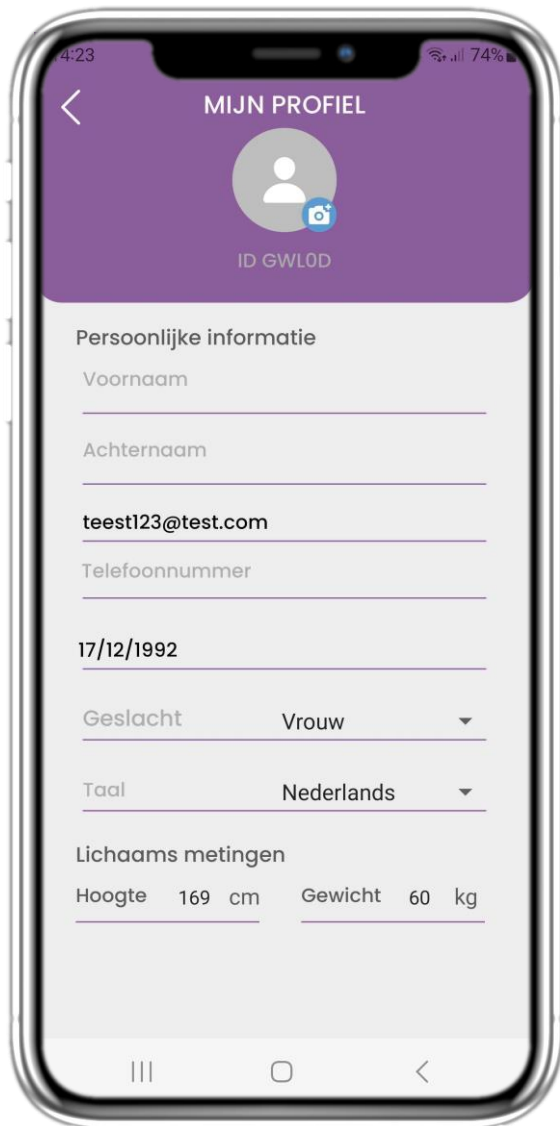 4:23 74%
MIJN PROFIEL
ID GWL0D
Persoonlijke informatie
Voornaam
Achternaam
teest123@test.com
Telefoonnummer
17/12/1992
Geslacht Vrouw
Taal Nederlands
Lichaams metingen
Hoogte 169 cm Gewicht 60 kg